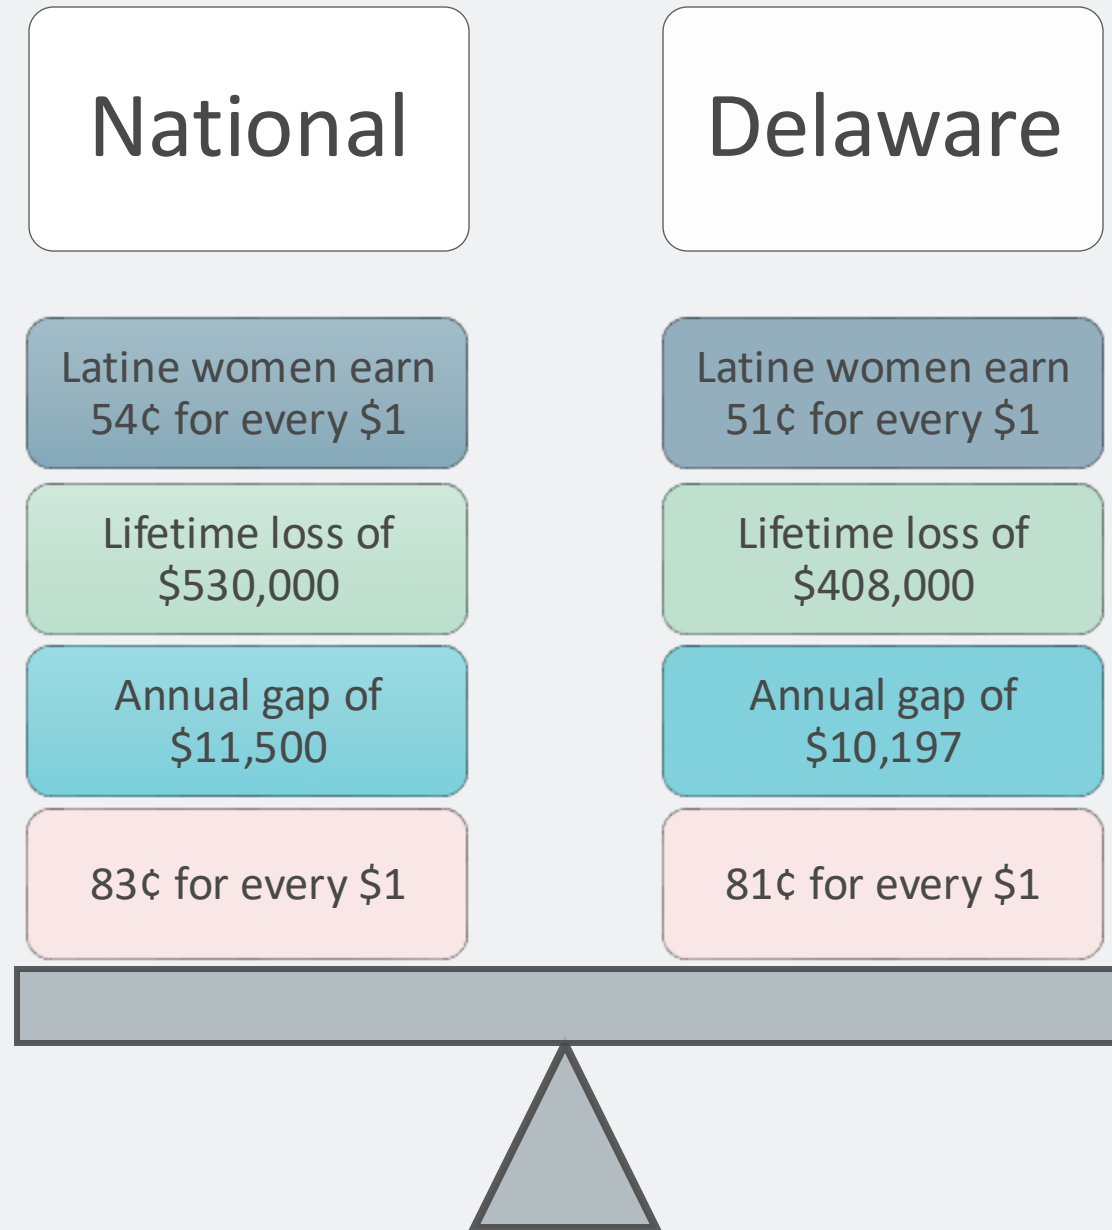 National
Delaware
Latine women earn
54¢ for every $1
Lifetime loss of
$530,000
Annual gap of
$11,500
83¢ for every $1
Latine women earn
51¢ for every $1
Lifetime loss of
$408,000
Annual gap of
$10,197
81¢ for every $1